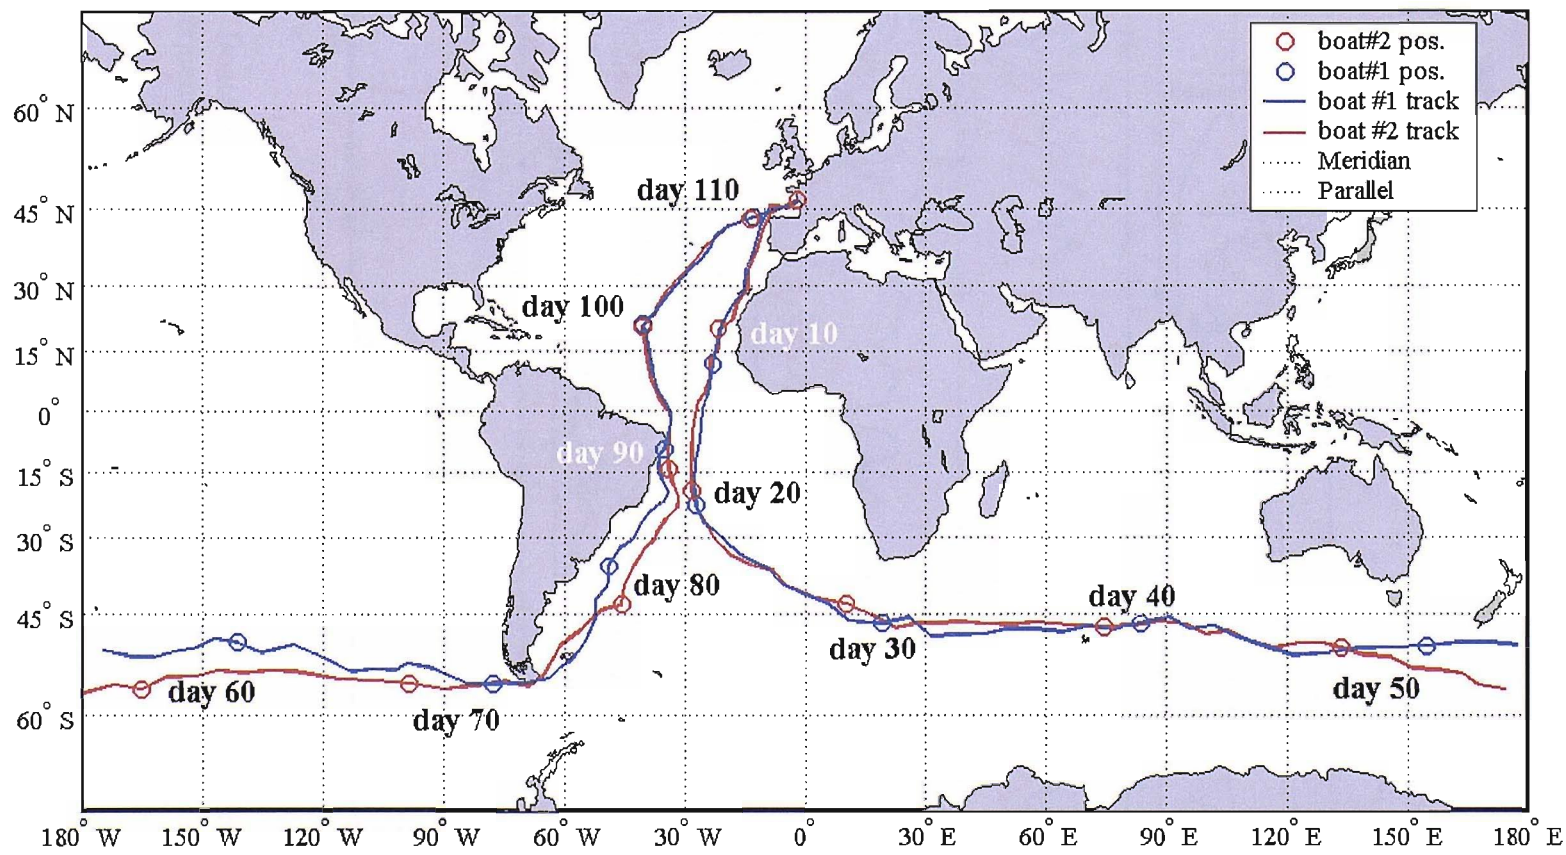 boat#2 pos.
boat#1 pos.
boat #1 track
boat #2 track
Meridian
Parallel
60° N
45° N
30° N
15° N
0°
15° S
30° S
45° S
60° S
day 110
day 100
day 10
day 90
day 20
day 80
day 40
day 30
day 60
day 50
day 70
180° W
150° W
120° W
90° W
60° W
30° W
0
30° E
60° E
90° E
120° E
150° E
180° E